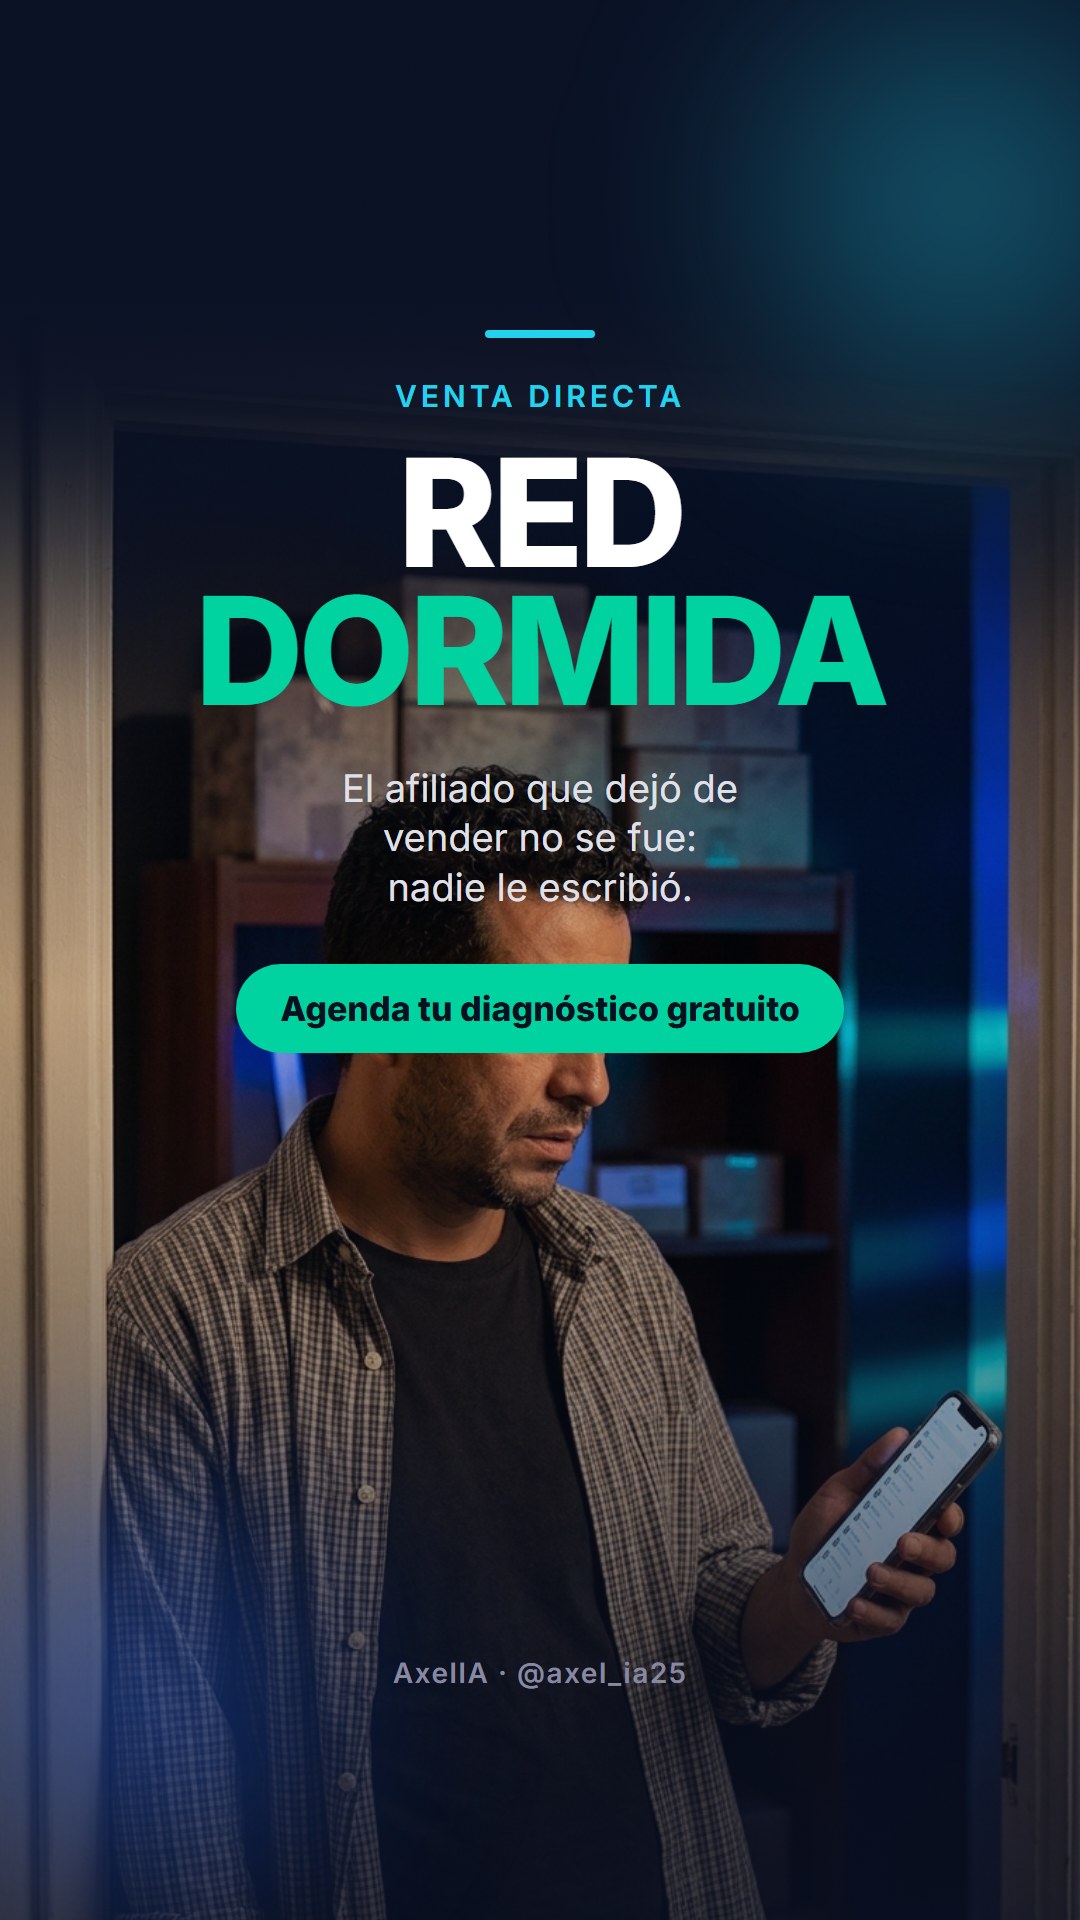 VENTA DIRECTA
RED
DORMIDA
El afiliado que dejó de
vender no se fue:
nadie le escribió.
Agenda tu diagnóstico gratuito
AxelIA · @axel_ia25